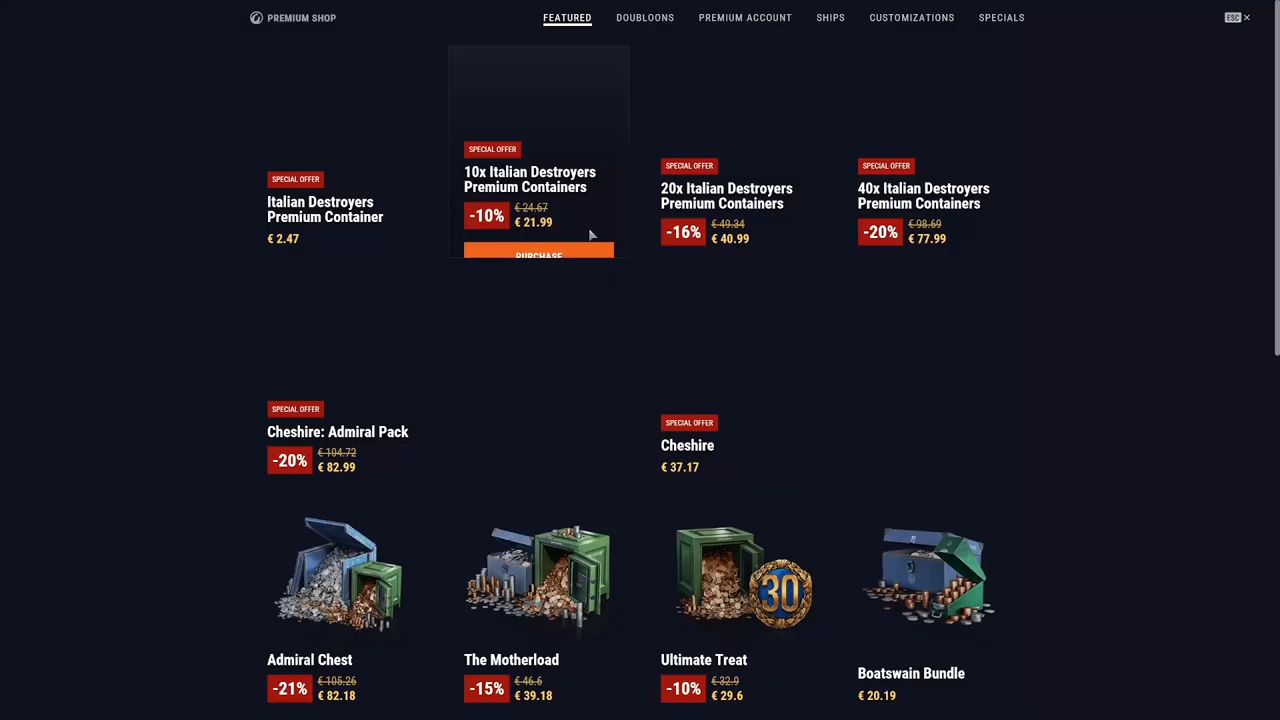 PREMIUM SHOP
FEATURED
DOUBLOONS
PREMIUM ACCOUNT
SHIPS
CUSTOMIZATIONS
SPECIALS
ESC ×
SPECIAL OFFER
Italian Destroyers
Premium Container
€ 2.47
SPECIAL OFFER
10x Italian Destroyers
Premium Containers
-10%
€ 24.67
€ 21.99
PURCHASE
SPECIAL OFFER
20x Italian Destroyers
Premium Containers
-16%
€ 49.34
€ 40.99
SPECIAL OFFER
40x Italian Destroyers
Premium Containers
-20%
€ 98.69
€ 77.99
SPECIAL OFFER
Cheshire: Admiral Pack
-20%
€ 104.72
€ 82.99
SPECIAL OFFER
Cheshire
€ 37.17
30
Admiral Chest
-21%
€ 105.26
€ 82.18
The Motherload
-15%
€ 46.6
€ 39.18
Ultimate Treat
-10%
€ 32.9
€ 29.6
Boatswain Bundle
€ 20.19